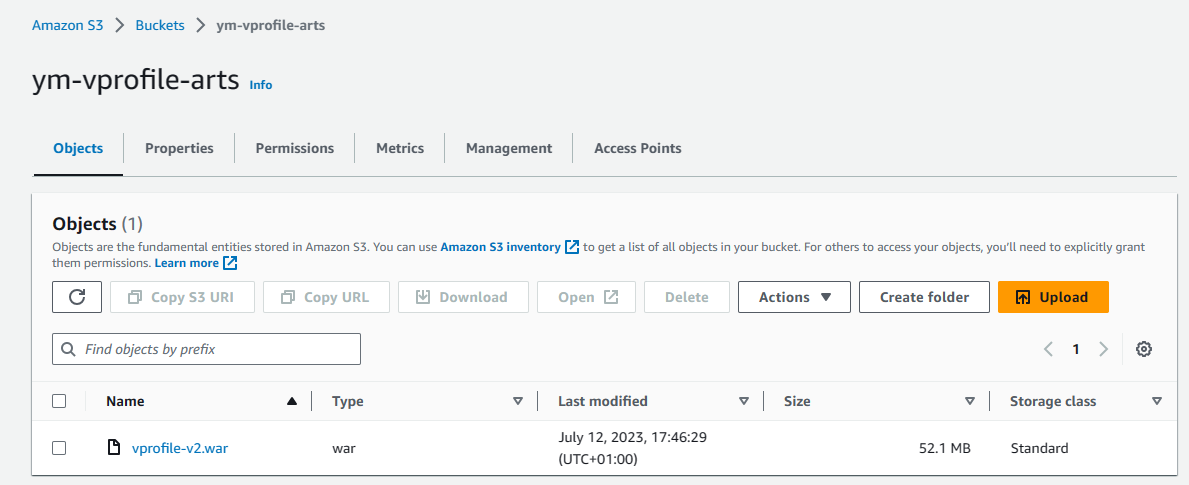 Amazon S3 > Buckets > ym-vprofile-arts
ym-vprofile-arts Info
Objects Properties Permissions Metrics Management Access Points
Objects (1)
Objects are the fundamental entities stored in Amazon S3. You can use Amazon S3 inventory to get a list of all objects in your bucket. For others to access your objects, you'll need to explicitly grant
them permissions. Learn more
Copy S3 URI Copy URL Download Open Delete Actions Create folder Upload
Find objects by prefix 1
Name Type Last modified Size Storage class
vprofile-v2.war war July 12, 2023, 17:46:29 52.1 MB Standard
(UTC+01:00)